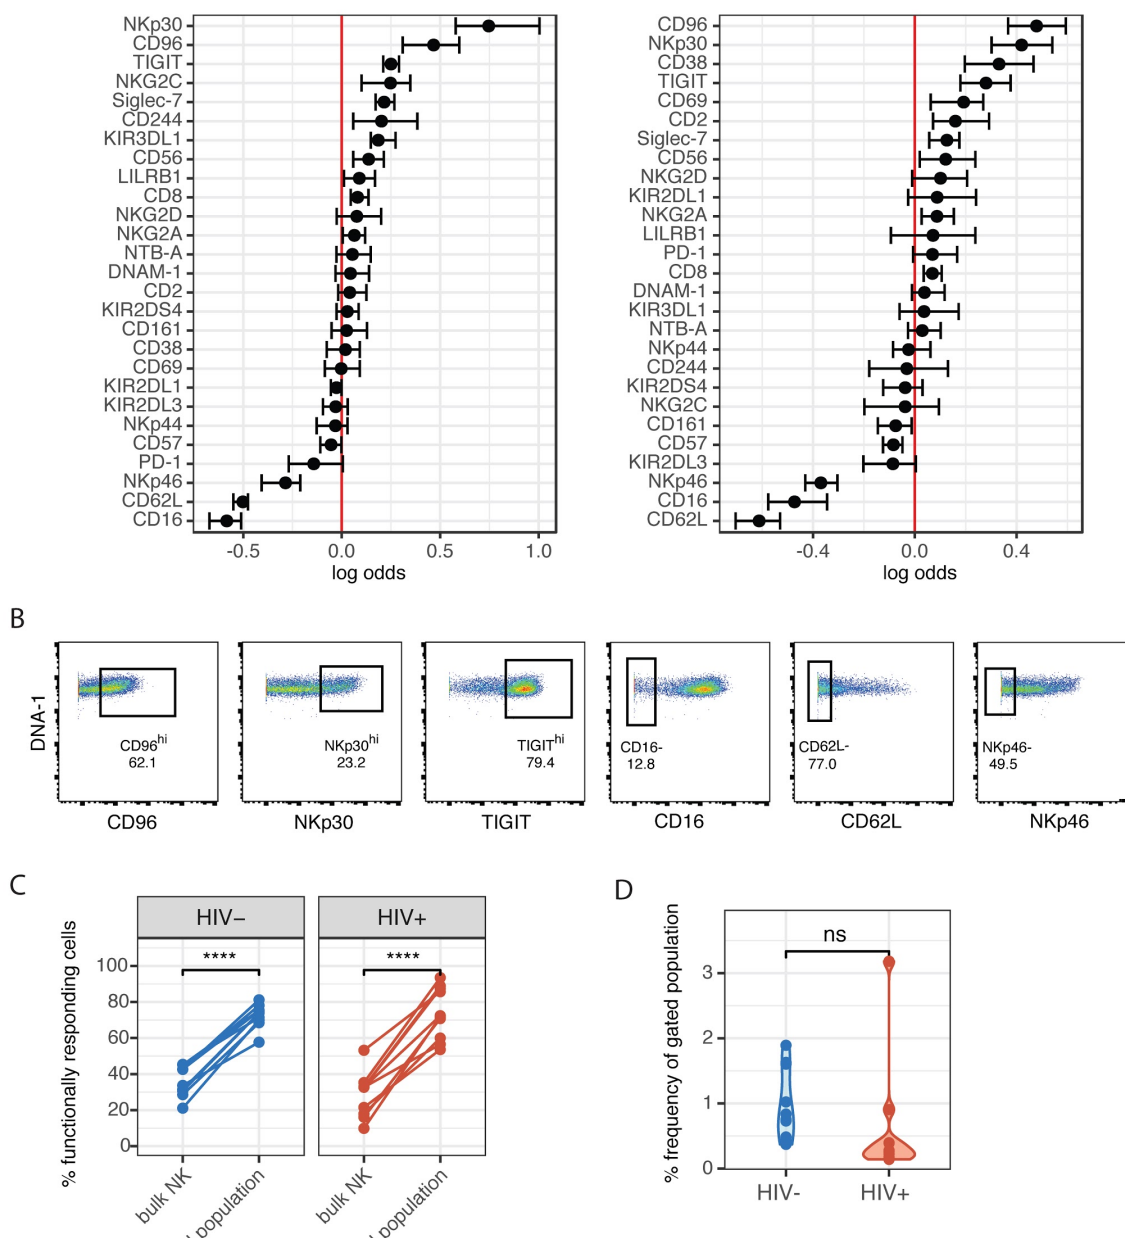 NKp30
CD96
TIGIT
NKG2C
Siglec-7
CD244
KIR3DL1
CD56
LILRB1
CD8
NKG2D
NKG2A
NTB-A
DNAM-1
CD2
KIR2DS4
CD161
CD38
CD69
KIR2DL1
KIR2DL3
NKp44
CD57
PD-1
NKp46
CD62L
CD16
-0.5 0.0 0.5 1.0
log odds
CD96
NKp30
CD38
TIGIT
CD69
CD2
Siglec-7
CD56
NKG2D
KIR2DL1
NKG2A
LILRB1
PD-1
CD8
DNAM-1
KIR3DL1
NTB-A
NKp44
CD244
KIR2DS4
NKG2C
CD161
CD57
KIR2DL3
NKp46
CD16
CD62L
-0.4 0.0 0.4
log odds
B
DNA-1
CD96hi
62.1
CD96
NKp30hi
23.2
NKp30
TIGIThi
79.4
TIGIT
CD16-
12.8
CD16
CD62L-
77.0
CD62L
NKp46-
49.5
NKp46
C
% functionally responding cells
HIV−
HIV+
****
****
100
80
60
40
20
0
bulk NK
population
bulk NK
population
D
% frequency of gated population
ns
3
2
1
0
HIV-
HIV+